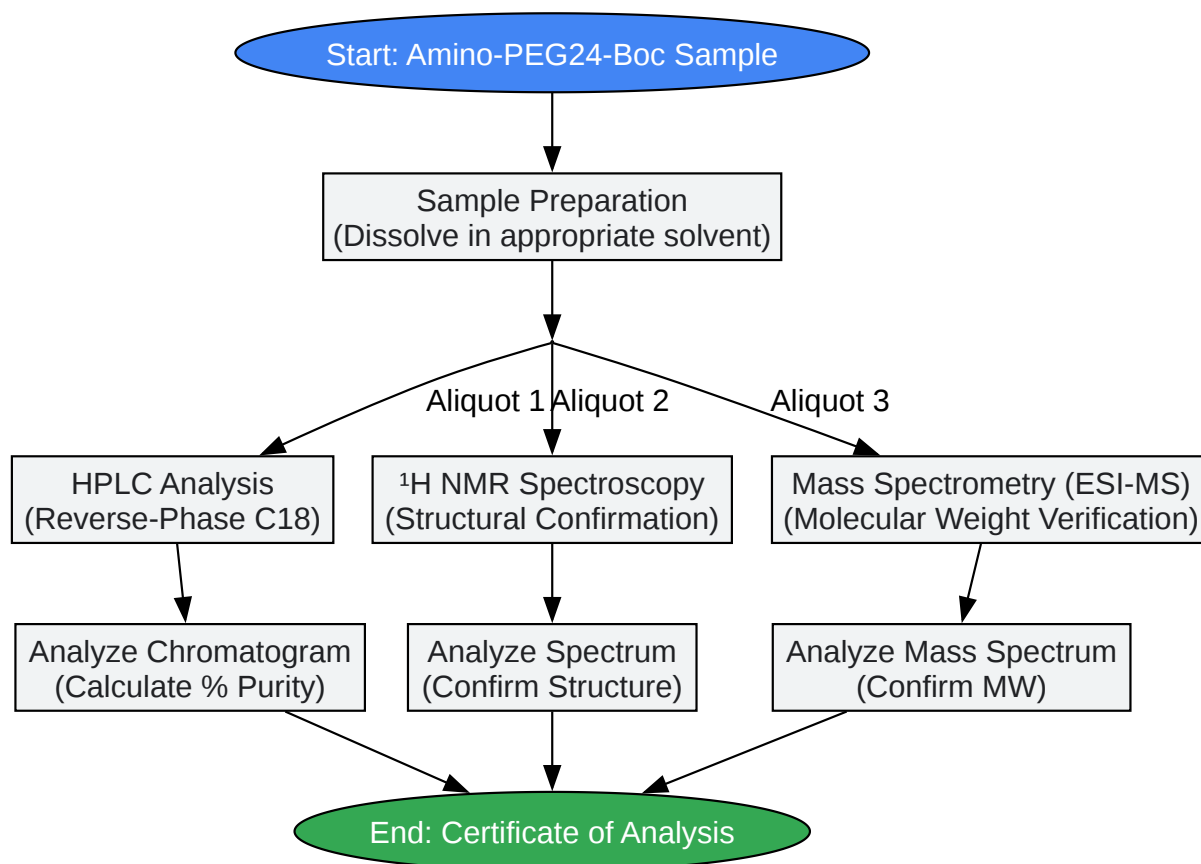 Start: Amino-PEG24-Boc Sample
Sample Preparation
(Dissolve in appropriate solvent)
Aliquot 1
Aliquot 2
Aliquot 3
HPLC Analysis
(Reverse-Phase C18)
¹H NMR Spectroscopy
(Structural Confirmation)
Mass Spectrometry (ESI-MS)
(Molecular Weight Verification)
Analyze Chromatogram
(Calculate % Purity)
Analyze Spectrum
(Confirm Structure)
Analyze Mass Spectrum
(Confirm MW)
End: Certificate of Analysis